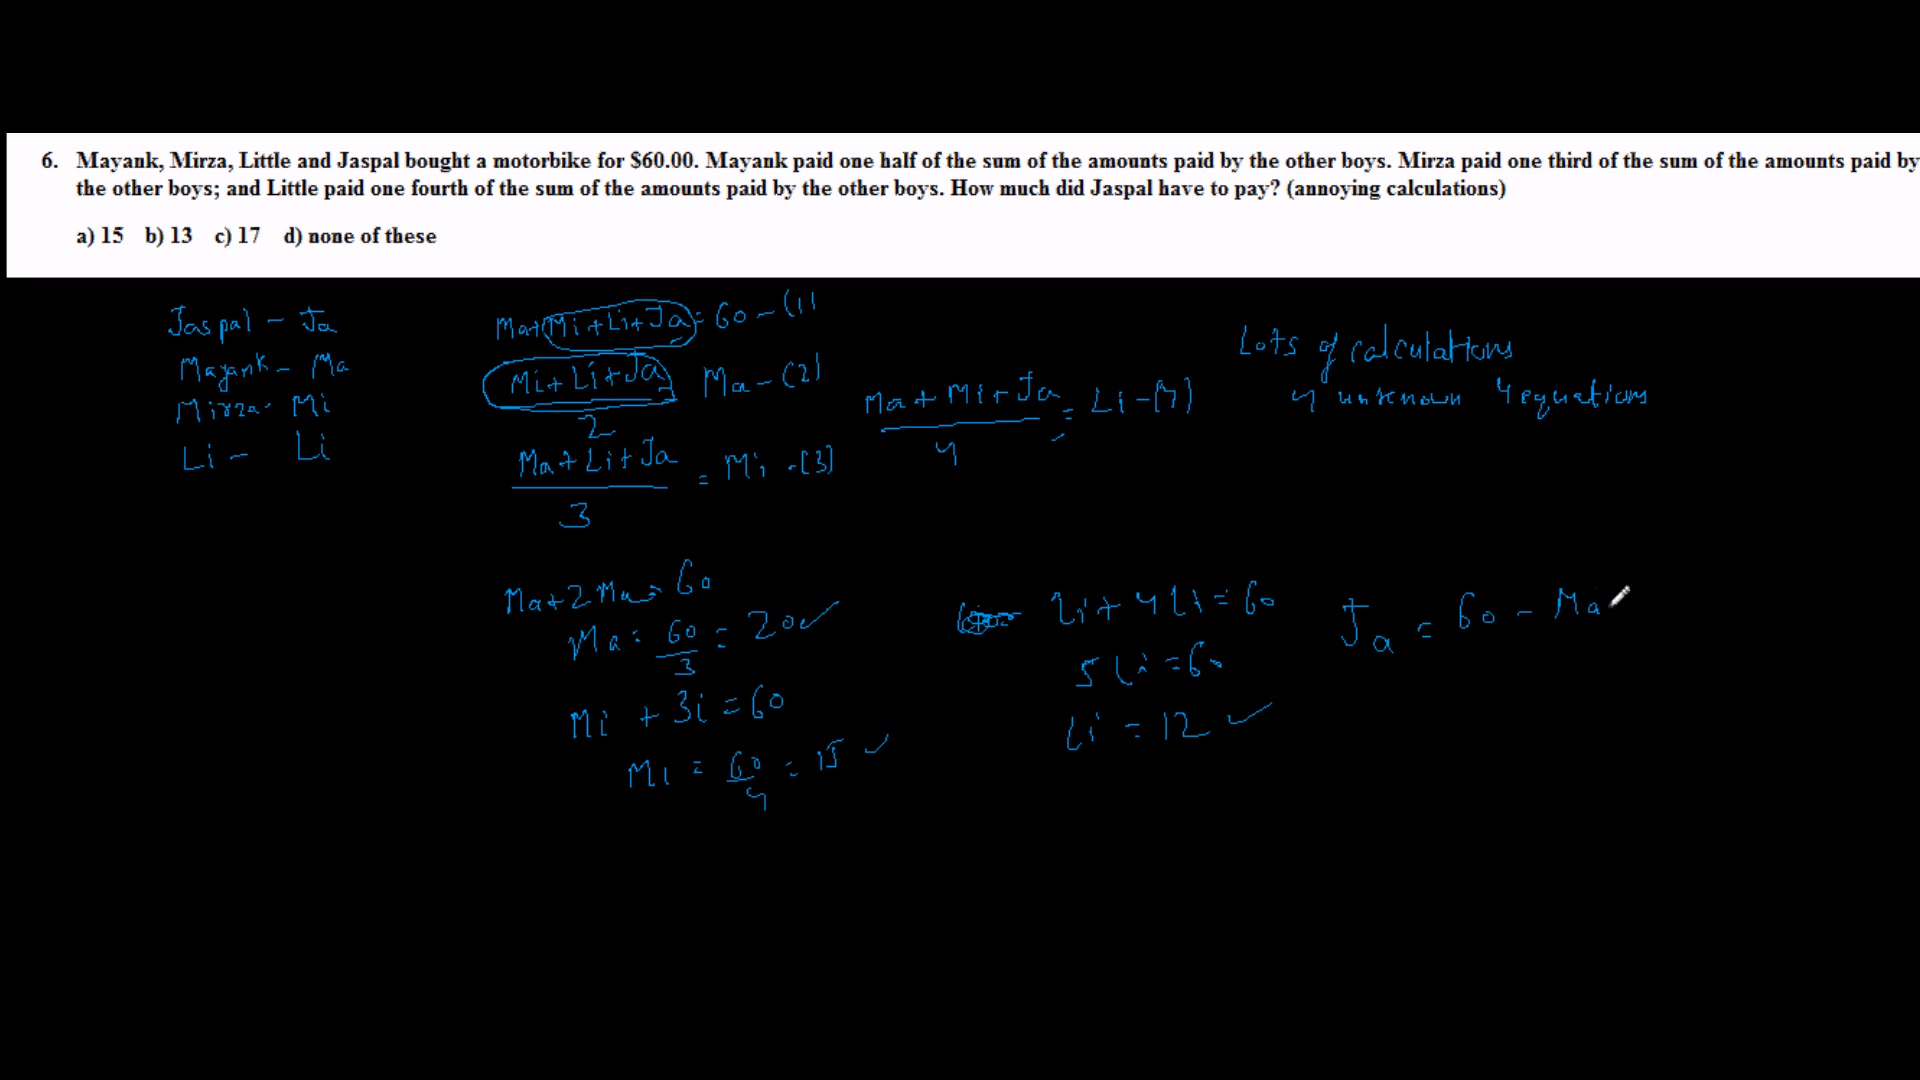 6. Mayank, Mirza, Little and Jaspal bought a motorbike for $60.00. Mayank paid one half of the sum of the amounts paid by the other boys. Mirza paid one third of the sum of the amounts paid by
the other boys; and Little paid one fourth of the sum of the amounts paid by the other boys. How much did Jaspal have to pay? (annoying calculations)
a) 15 b) 13 c) 17 d) none of these
Jaspal - Ja
Mayank - Ma
Mirza - Mi
Li - Li
Ma+Mi+Li+Ja = 60 - (1)
Mi+Li+Ja
2
Ma - (2)
Ma+Li+Ja
3
= Mi - (3)
Ma + Mi + Ja
4
= Li -
Lots of calculations
4 unknown 4 equations
Ma+2Ma = 60
Ma = 60/3 = 20 ✓
Mi + 3i = 60
Mi = 60/4 = 15 ✓
Li + 4Li = 60
5Li = 60
Li = 12 ✓
Ja = 60 - Ma